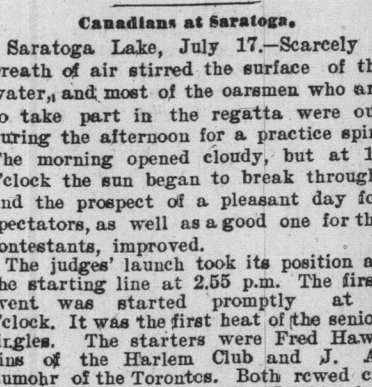 Canadians at Saratoga.
Saratoga Lake, July 17.—Scarcely
reath of air stirred the surface of th
vater,, and most of the oarsmen who ar
o take part in the regatta were ou
uring the afternoon for a practice spin
he morning opened cloudy, but at 1
'clock the sun began to break through
nd the prospect of a pleasant day fo
pectators, as well as a good one for th
ontestants, improved.
The judges' launch took its position a
he starting line at 2.55 p.m. The firs
vent was started promptly at
'clock. It was the first heat of the senio
ingles. The starters were Fred Haw
ins of the Harlem Club and J. A
umohr of the Torontos. Both rowed c